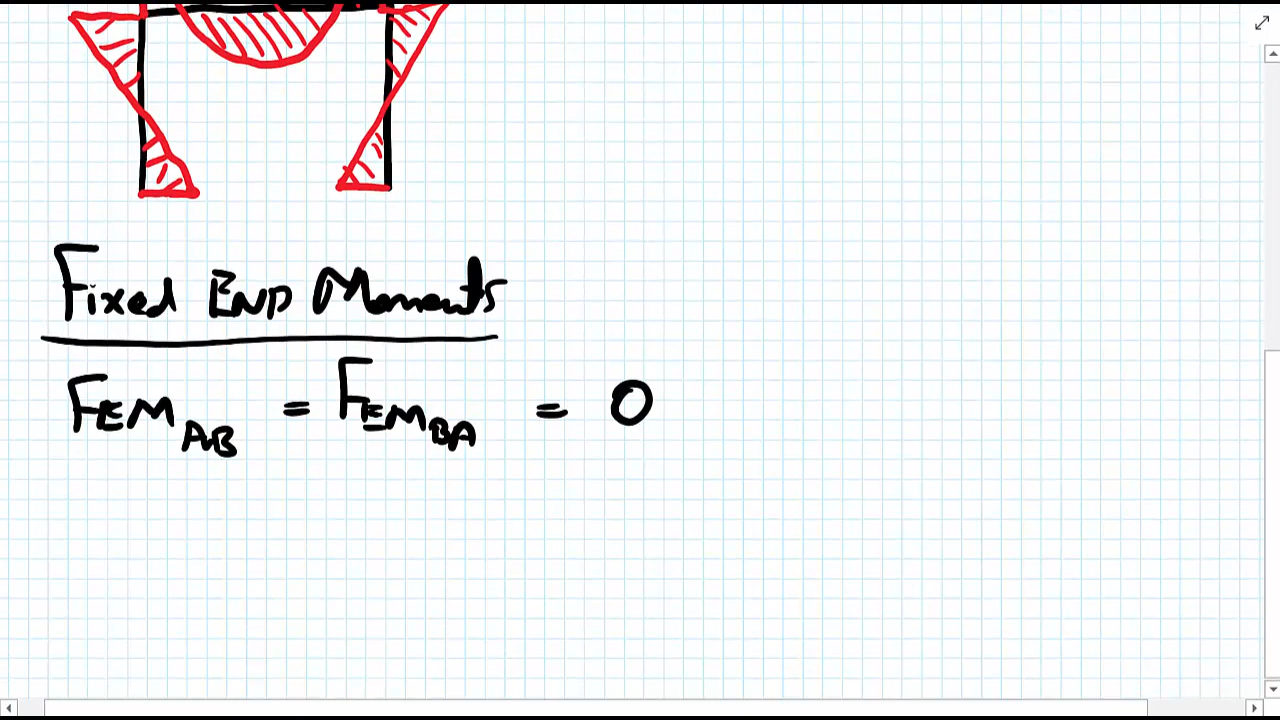 Fixed END Moments
FEM_AB = FEM_BA = 0